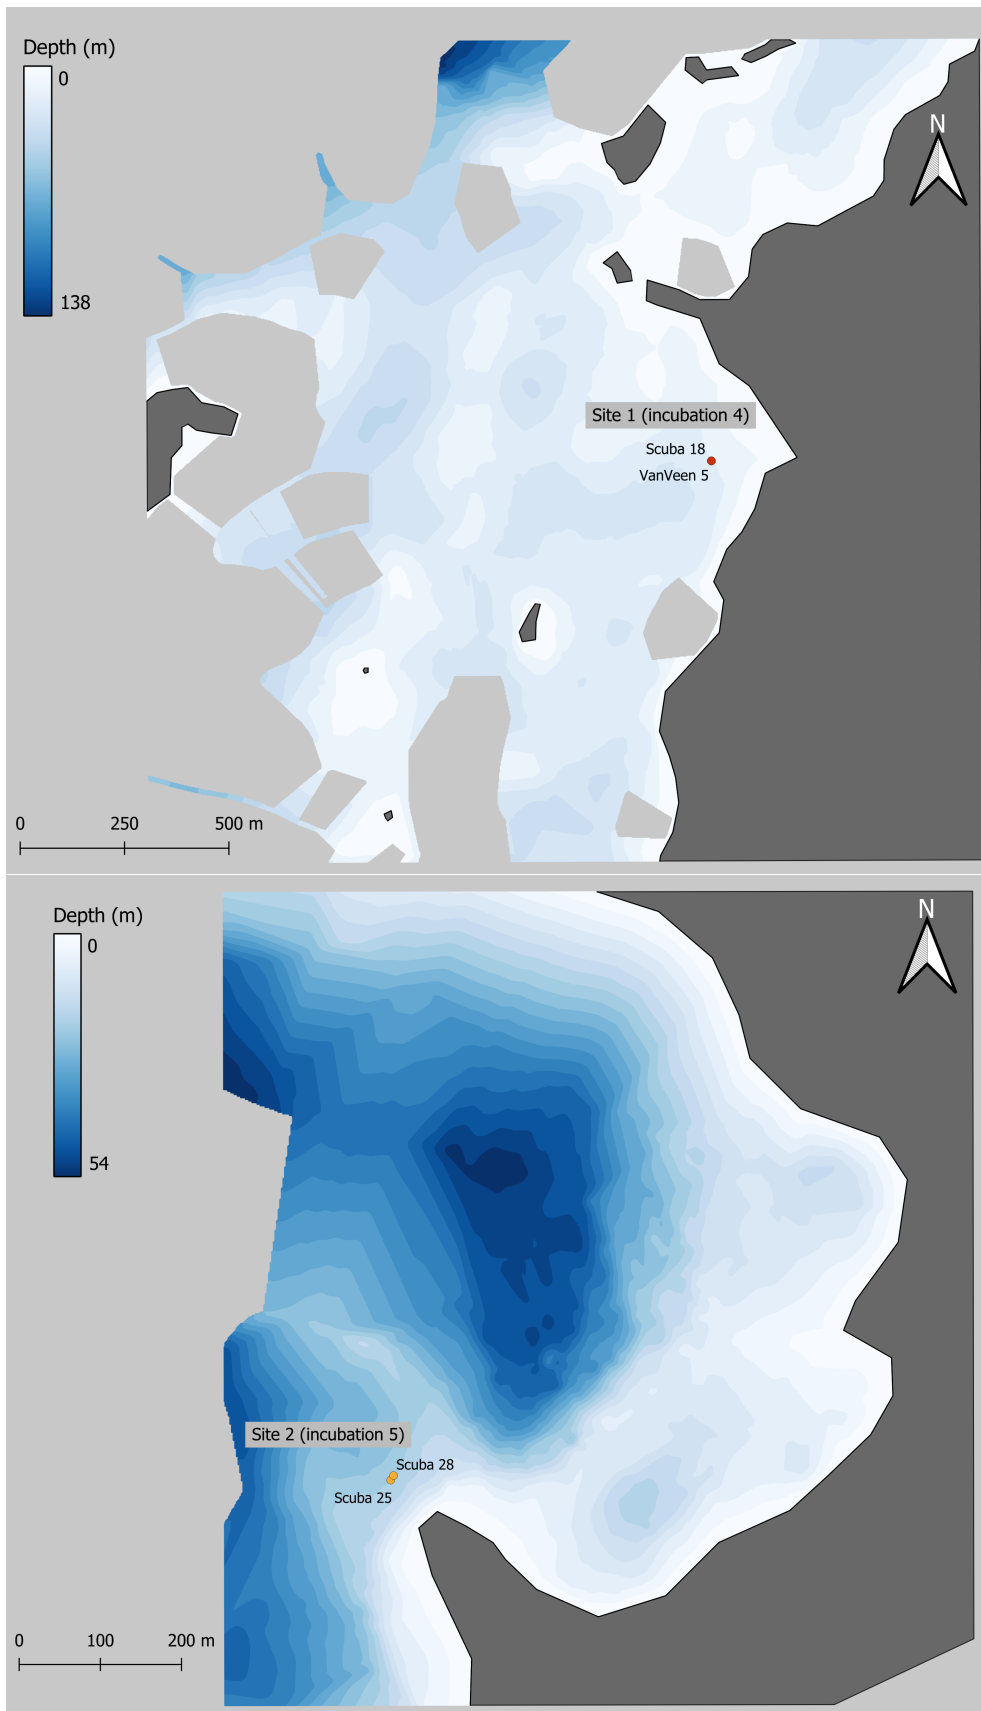 Depth (m)
0
138
N
Site 1 (incubation 4)
Scuba 18
VanVeen 5
0 250 500 m
Depth (m)
0
54
N
Site 2 (incubation 5)
Scuba 28
Scuba 25
0 100 200 m